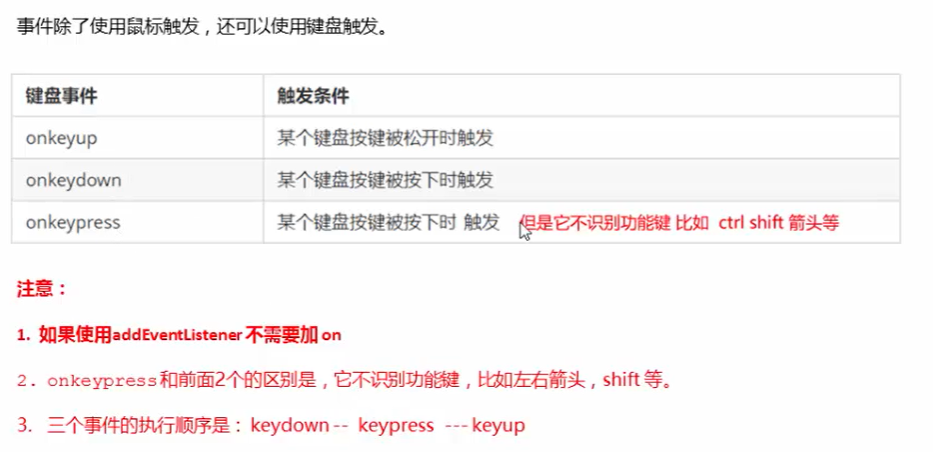 事件除了使用鼠标触发，还可以使用键盘触发。
键盘事件 触发条件
onkeyup 某个键盘按键被松开时触发
onkeydown 某个键盘按键被按下时触发
onkeypress 某个键盘按键被按下时 触发 但是它不识别功能键 比如 ctrl shift 箭头等
注意：
1. 如果使用addEventListener 不需要加 on
2. onkeypress和前面2个的区别是，它不识别功能键，比如左右箭头，shift 等。
3. 三个事件的执行顺序是：keydown -- keypress --- keyup